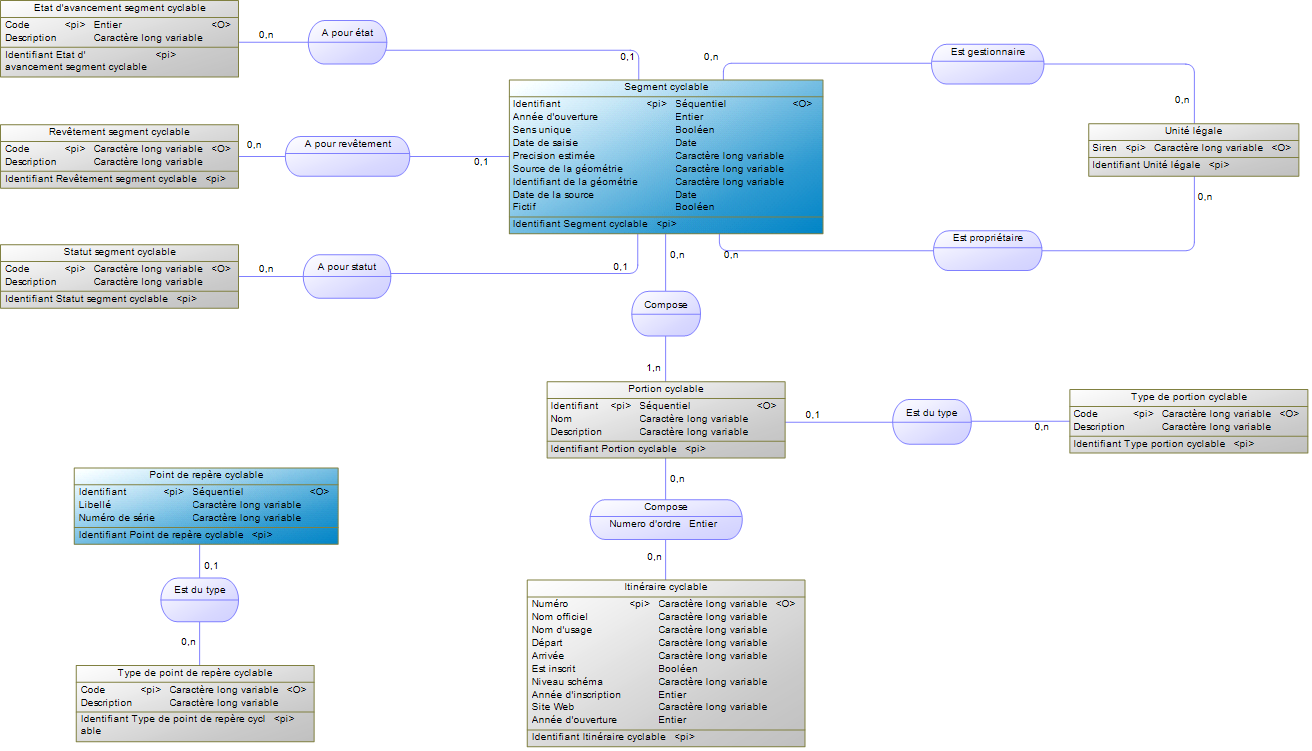 Etat d'avancement segment cyclable
Code <pi> Entier <O>
Description Caractère long variable
Identifiant Etat d' <pi>
avancement segment cyclable
0,n
A pour état
0,1
0,n
Est gestionnaire
0,n
Segment cyclable
Identifiant <pi> Séquentiel <O>
Année d'ouverture Entier
Sens unique Booléen
Date de saisie Date
Precision estimée Caractère long variable
Source de la géométrie Caractère long variable
Identifiant de la géométrie Caractère long variable
Date de la source Date
Fictif Booléen
Identifiant Segment cyclable <pi>
Revêtement segment cyclable
Code <pi> Caractère long variable <O>
Description Caractère long variable
Identifiant Revêtement segment cyclable <pi>
0,n
A pour revêtement
0,1
Unité légale
Siren <pi> Caractère long variable <O>
Identifiant Unité légale <pi>
0,n
Est propriétaire
0,n
Statut segment cyclable
Code <pi> Caractère long variable <O>
Description Caractère long variable
Identifiant Statut segment cyclable <pi>
0,n
A pour statut
0,1
0,n
Compose
1,n
Portion cyclable
Identifiant <pi> Séquentiel <O>
Nom Caractère long variable
Description Caractère long variable
Identifiant Portion cyclable <pi>
0,1
Est du type
0,n
Type de portion cyclable
Code <pi> Caractère long variable <O>
Description Caractère long variable
Identifiant Type portion cyclable <pi>
0,n
Compose
Numero d'ordre Entier
0,n
Point de repère cyclable
Identifiant <pi> Séquentiel <O>
Libellé Caractère long variable
Numéro de série Caractère long variable
Identifiant Point de repère cyclable <pi>
0,1
Est du type
0,n
Type de point de repère cyclable
Code <pi> Caractère long variable <O>
Description Caractère long variable
Identifiant Type de point de repère cycl <pi>
able
Itinéraire cyclable
Numéro <pi> Caractère long variable <O>
Nom officiel Caractère long variable
Nom d'usage Caractère long variable
Départ Caractère long variable
Arrivée Caractère long variable
Est inscrit Booléen
Niveau schéma Caractère long variable
Année d'inscription Entier
Site Web Caractère long variable
Année d'ouverture Entier
Identifiant Itinéraire cyclable <pi>